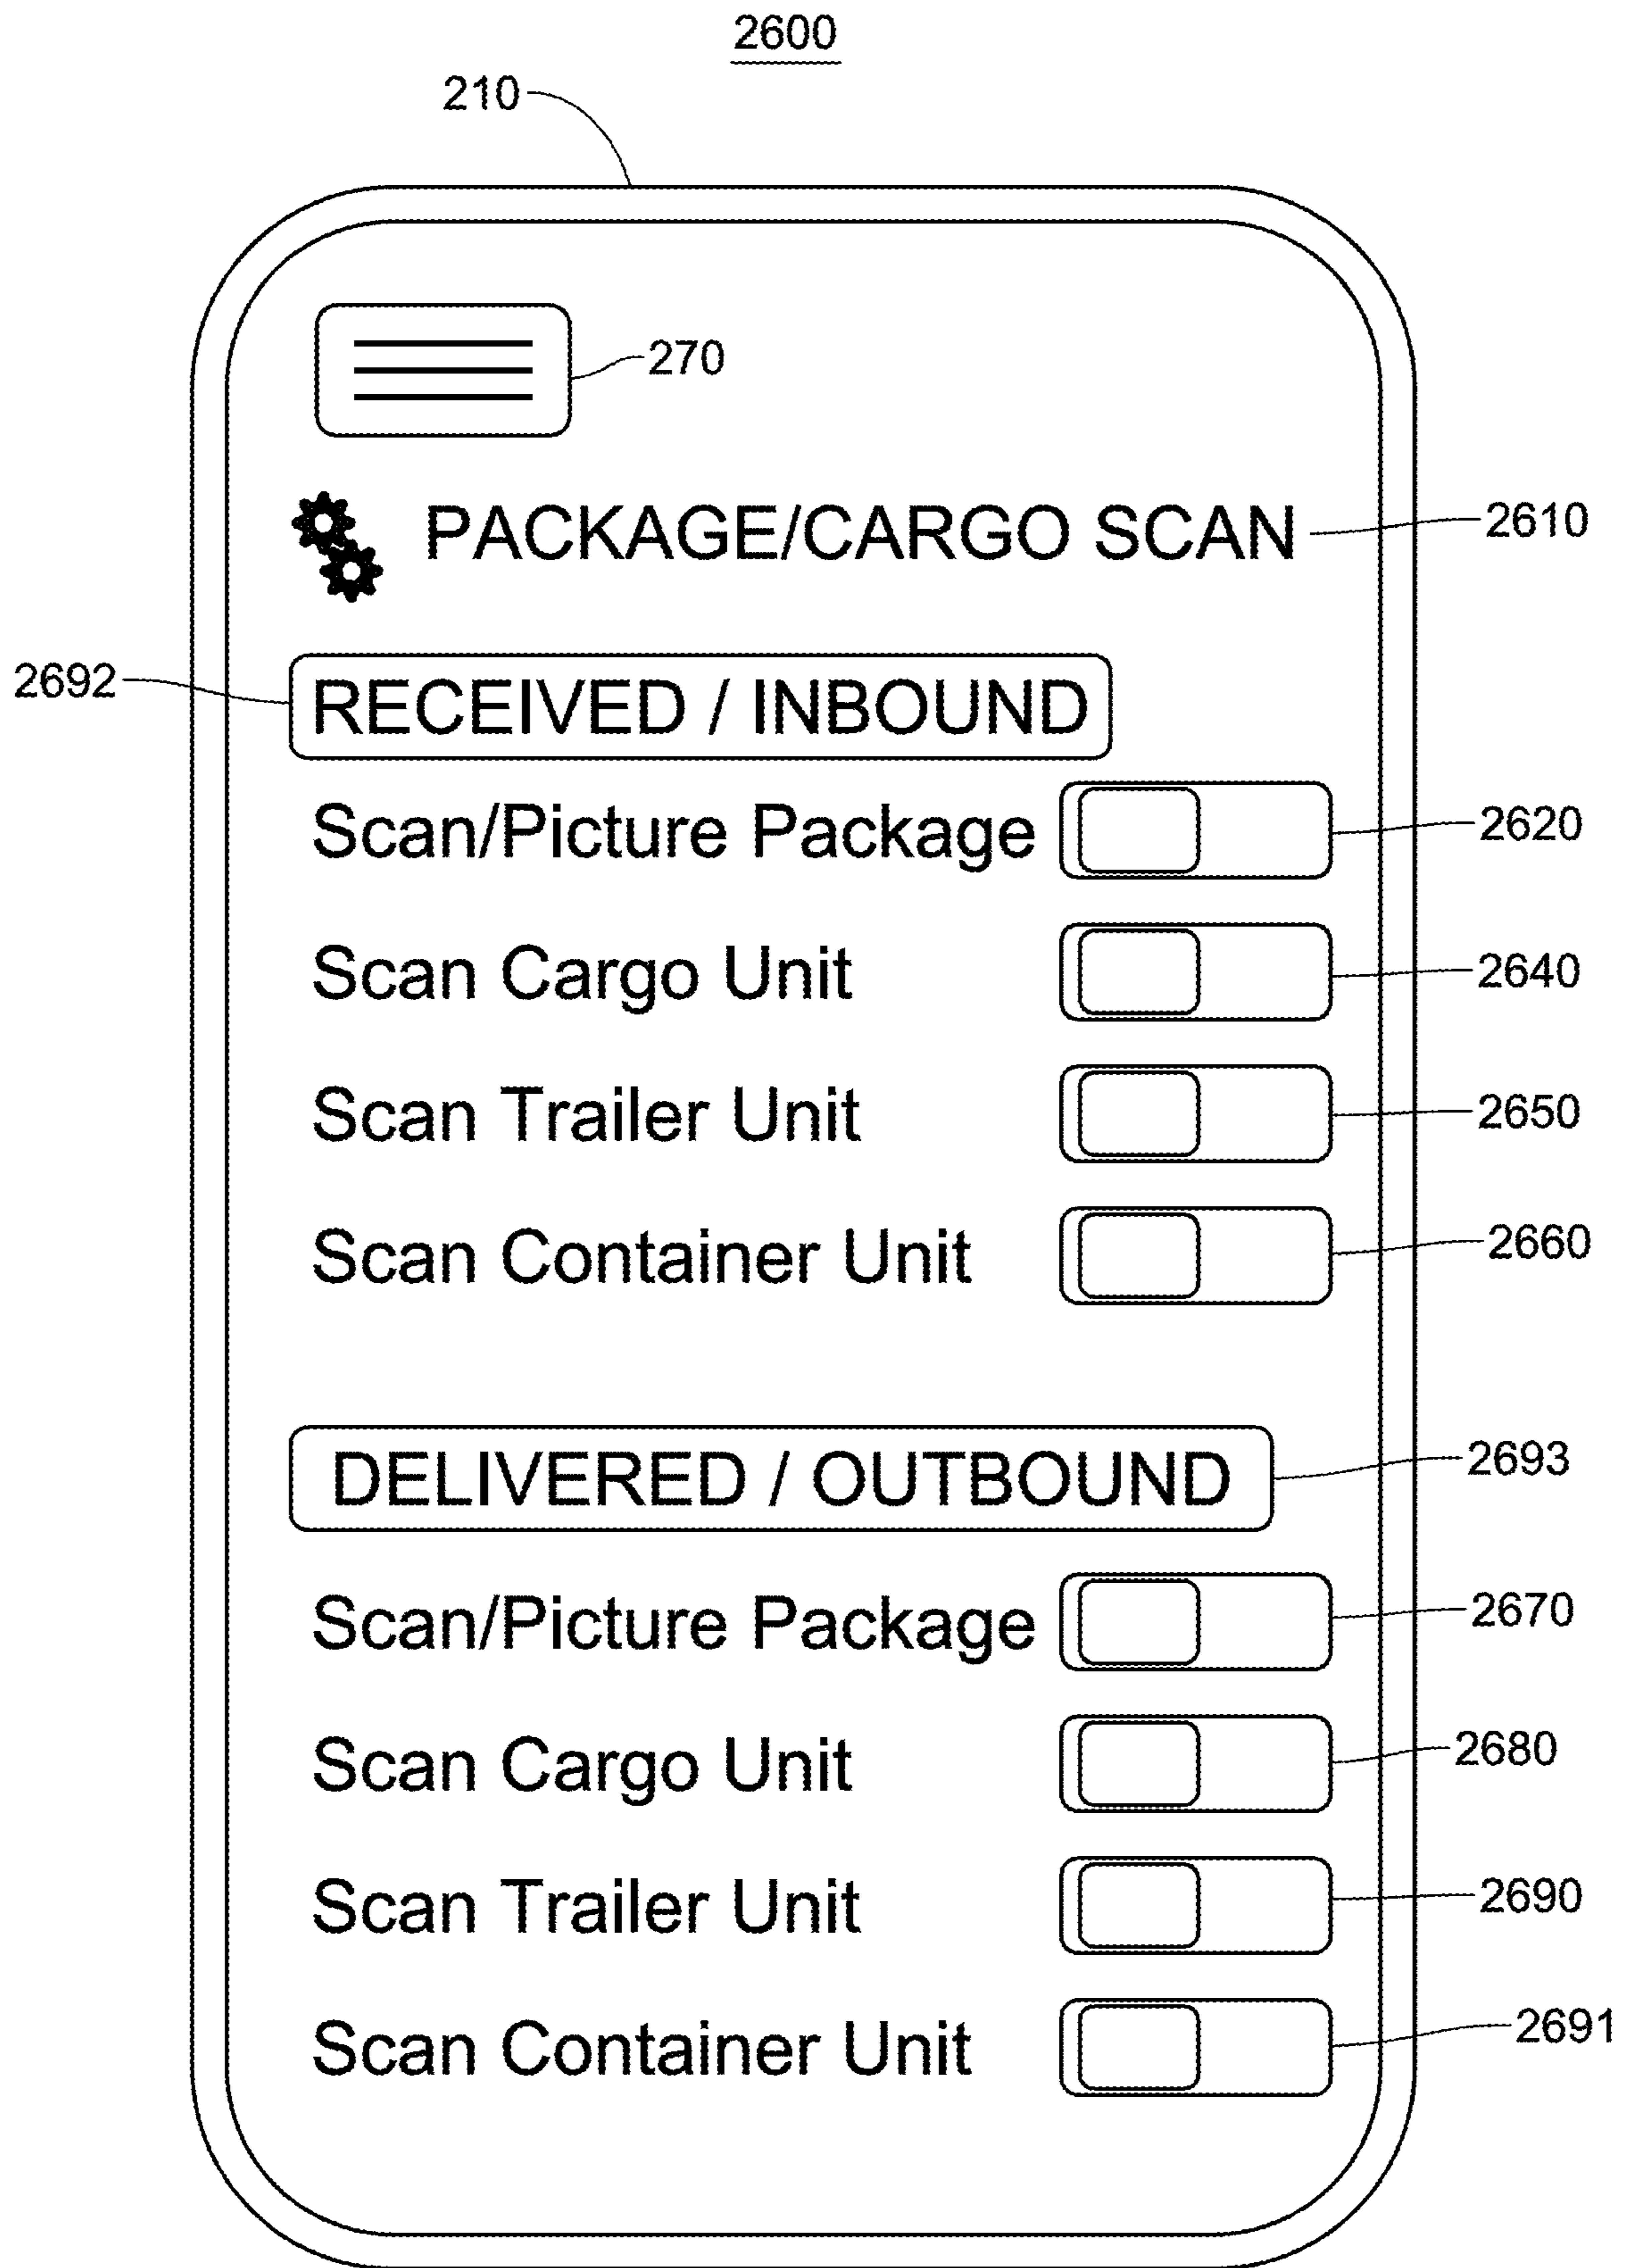 2600
210
270
PACKAGE/CARGO SCAN 2610
2692 RECEIVED / INBOUND
Scan/Picture Package 2620
Scan Cargo Unit 2640
Scan Trailer Unit 2650
Scan Container Unit 2660
DELIVERED / OUTBOUND 2693
Scan/Picture Package 2670
Scan Cargo Unit 2680
Scan Trailer Unit 2690
Scan Container Unit 2691